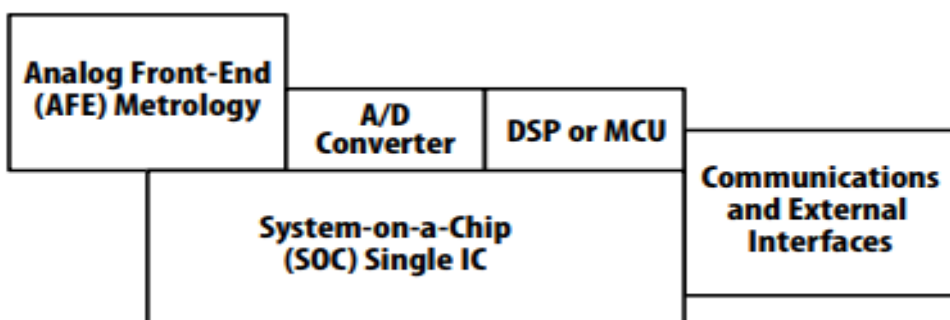 Analog Front-End
(AFE) Metrology
A/D
Converter
DSP or MCU
Communications
and External
Interfaces
System-on-a-Chip
(SOC) Single IC